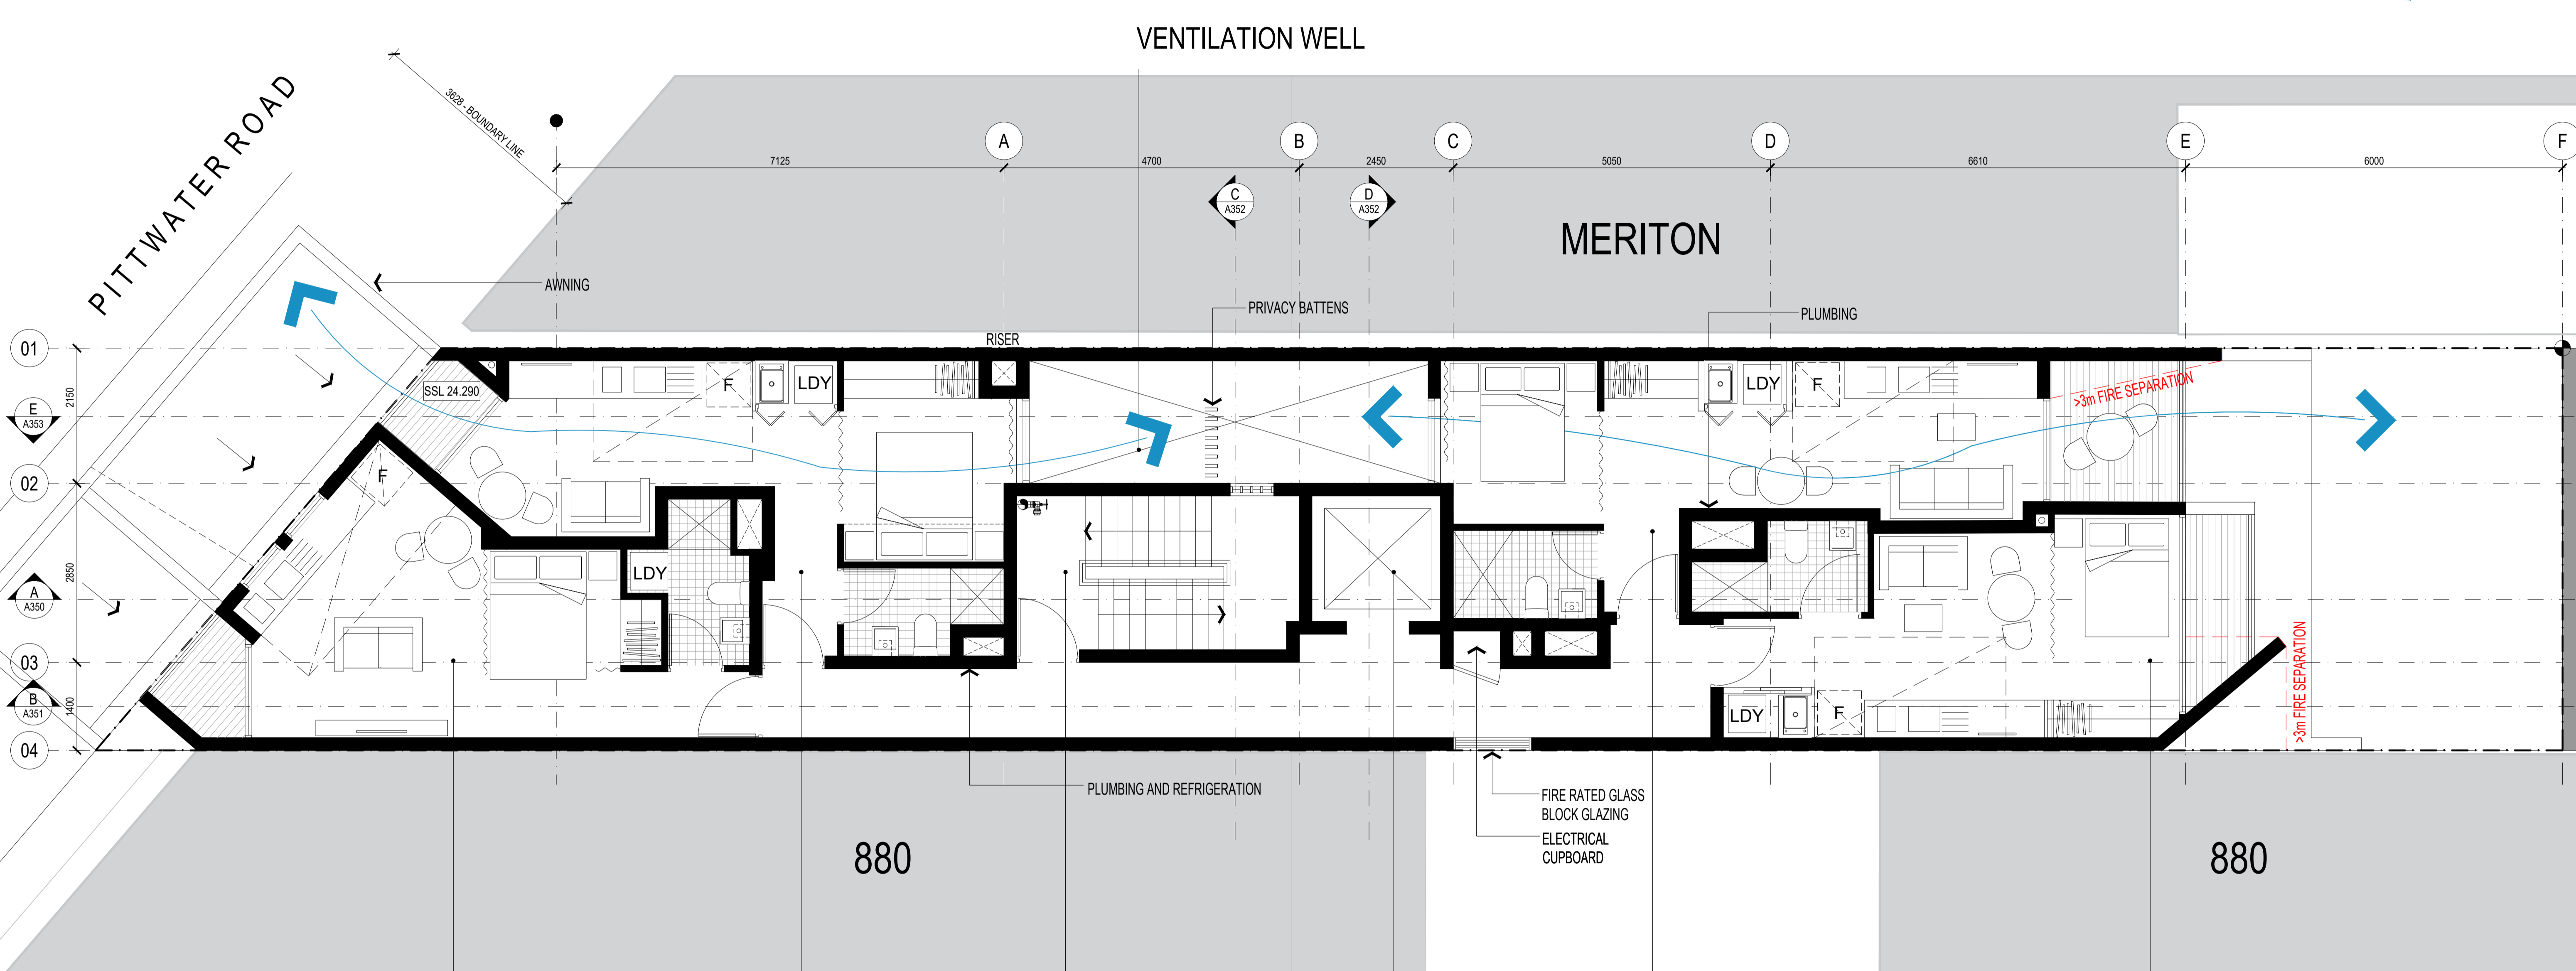 VENTILATION WELL
PITTWATER ROAD
3628 - BOUNDARY LINE
A
B
C
D
E
F
7125
4700
2450
5050
6610
6000
C
A352
D
A352
MERITON
AWNING
PRIVACY BATTENS
PLUMBING
RISER
01
02
03
04
2150
2850
1400
E
A353
A
A350
B
A351
SSL 24.290
F
LDY
LDY
F
>3m FIRE SEPARATION
F
LDY
LDY
F
>3m FIRE SEPARATION
PLUMBING AND REFRIGERATION
FIRE RATED GLASS
BLOCK GLAZING
ELECTRICAL
CUPBOARD
880
880